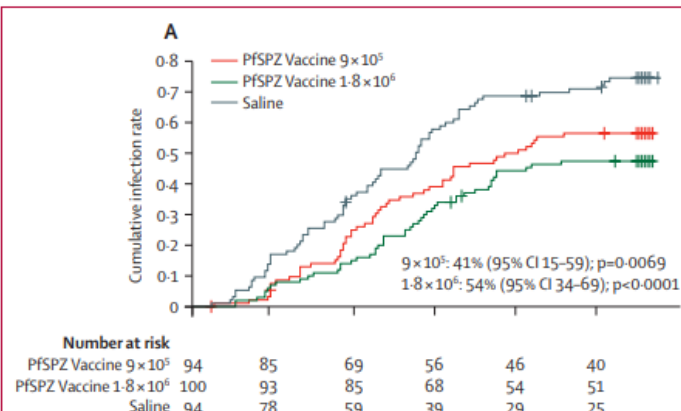 A
0·8
0·7
0·6
0·5
0·4
0·3
0·2
0·1
0
Cumulative infection rate
PfSPZ Vaccine 9×10⁵
PfSPZ Vaccine 1·8×10⁶
Saline
9×10⁵: 41% (95% CI 15–59); p=0·0069
1·8×10⁶: 54% (95% CI 34–69); p<0·0001
Number at risk
PfSPZ Vaccine 9×10⁵ 94 85 69 56 46 40
PfSPZ Vaccine 1·8×10⁶ 100 93 85 68 54 51
Saline 94 78 59 39 29 25